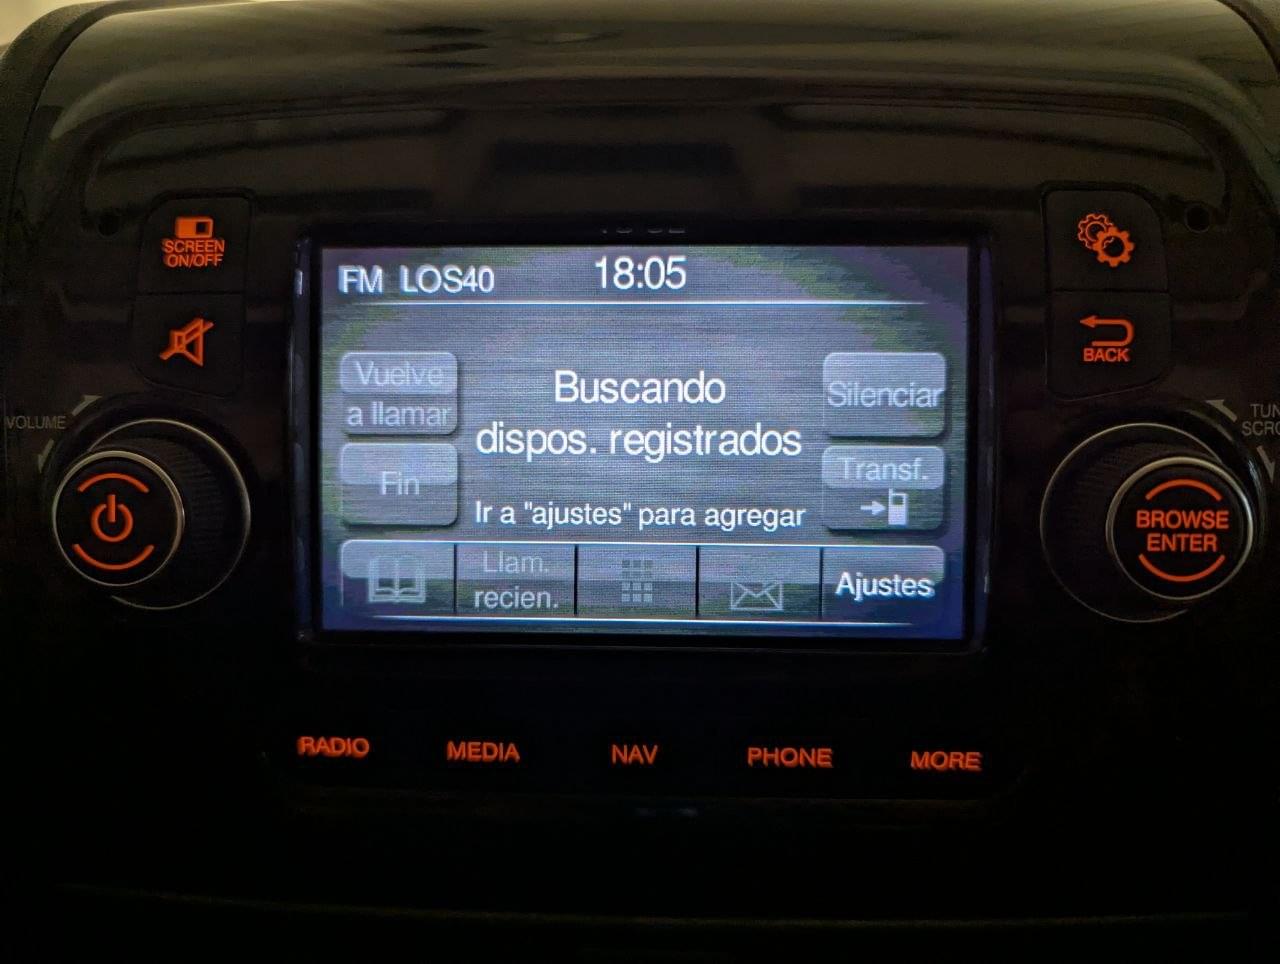 SCREEN
ON/OFF
VOLUME
FM LOS40 18:05
Vuelve
a llamar
Fin
Buscando
dispos. registrados
Ir a "ajustes" para agregar
Silenciar
Transf.
Llam.
recien.
Ajustes
BACK
BROWSE
ENTER
RADIO MEDIA NAV PHONE MORE